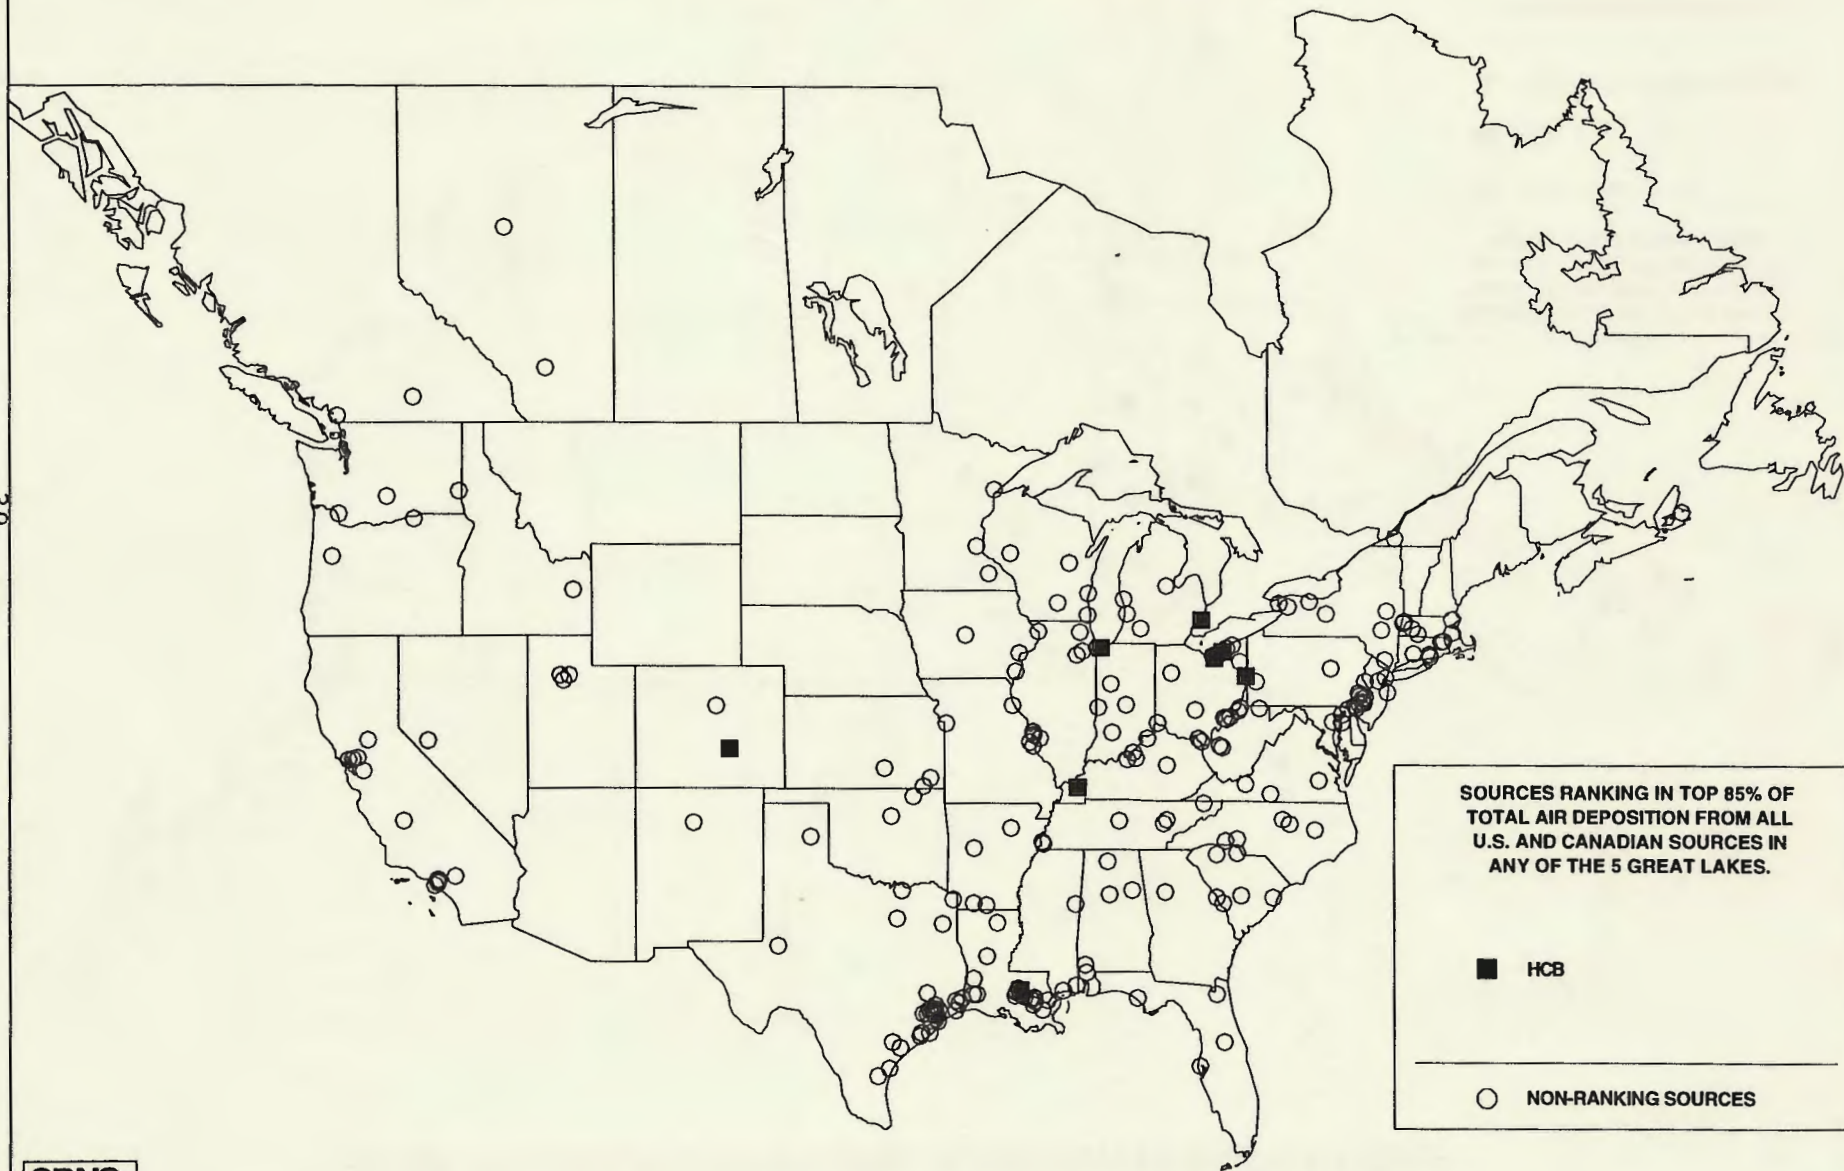 SOURCES RANKING IN TOP 85% OF
TOTAL AIR DEPOSITION FROM ALL
U.S. AND CANADIAN SOURCES IN
ANY OF THE 5 GREAT LAKES.
HCB
NON-RANKING SOURCES